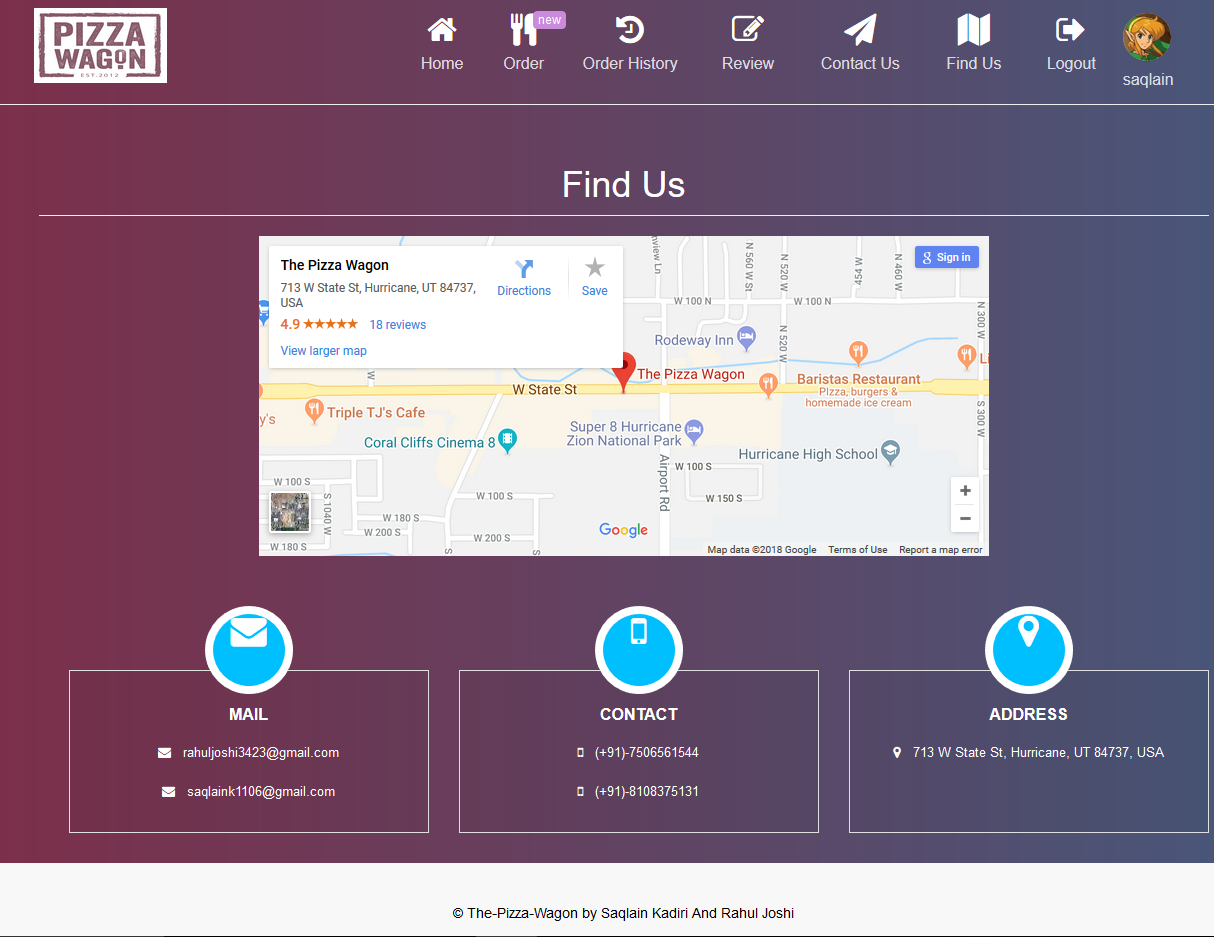 PIZZA
WAGON
EST.2012
new
Home
Order
Order History
Review
Contact Us
Find Us
Logout
saqlain
Find Us
The Pizza Wagon
713 W State St, Hurricane, UT 84737,
USA
4.9 ★★★★★ 18 reviews
View larger map
Directions
Save
Sign in
N 560 W St
N 520 W
454 W
N 460 W
W 100 N
W 100 N
N 300 W
Rodeway Inn
N 520 W
The Pizza Wagon
Baristas Restaurant
Pizza, burgers &
homemade ice cream
W State St
Triple TJ's Cafe
Coral Cliffs Cinema 8
Super 8 Hurricane
Zion National Park
S 300 W
Hurricane High School
W 100 S
Airport Rd
W 100 S
W 100 S
W 150 S
S 1040 W
W 180 S
W 200 S
W 200 S
W 180 S
Google
Map data ©2018 Google
Terms of Use
Report a map error
MAIL
rahuljoshi3423@gmail.com
saqlaink1106@gmail.com
CONTACT
(+91)-7506561544
(+91)-8108375131
ADDRESS
713 W State St, Hurricane, UT 84737, USA
© The-Pizza-Wagon by Saqlain Kadiri And Rahul Joshi